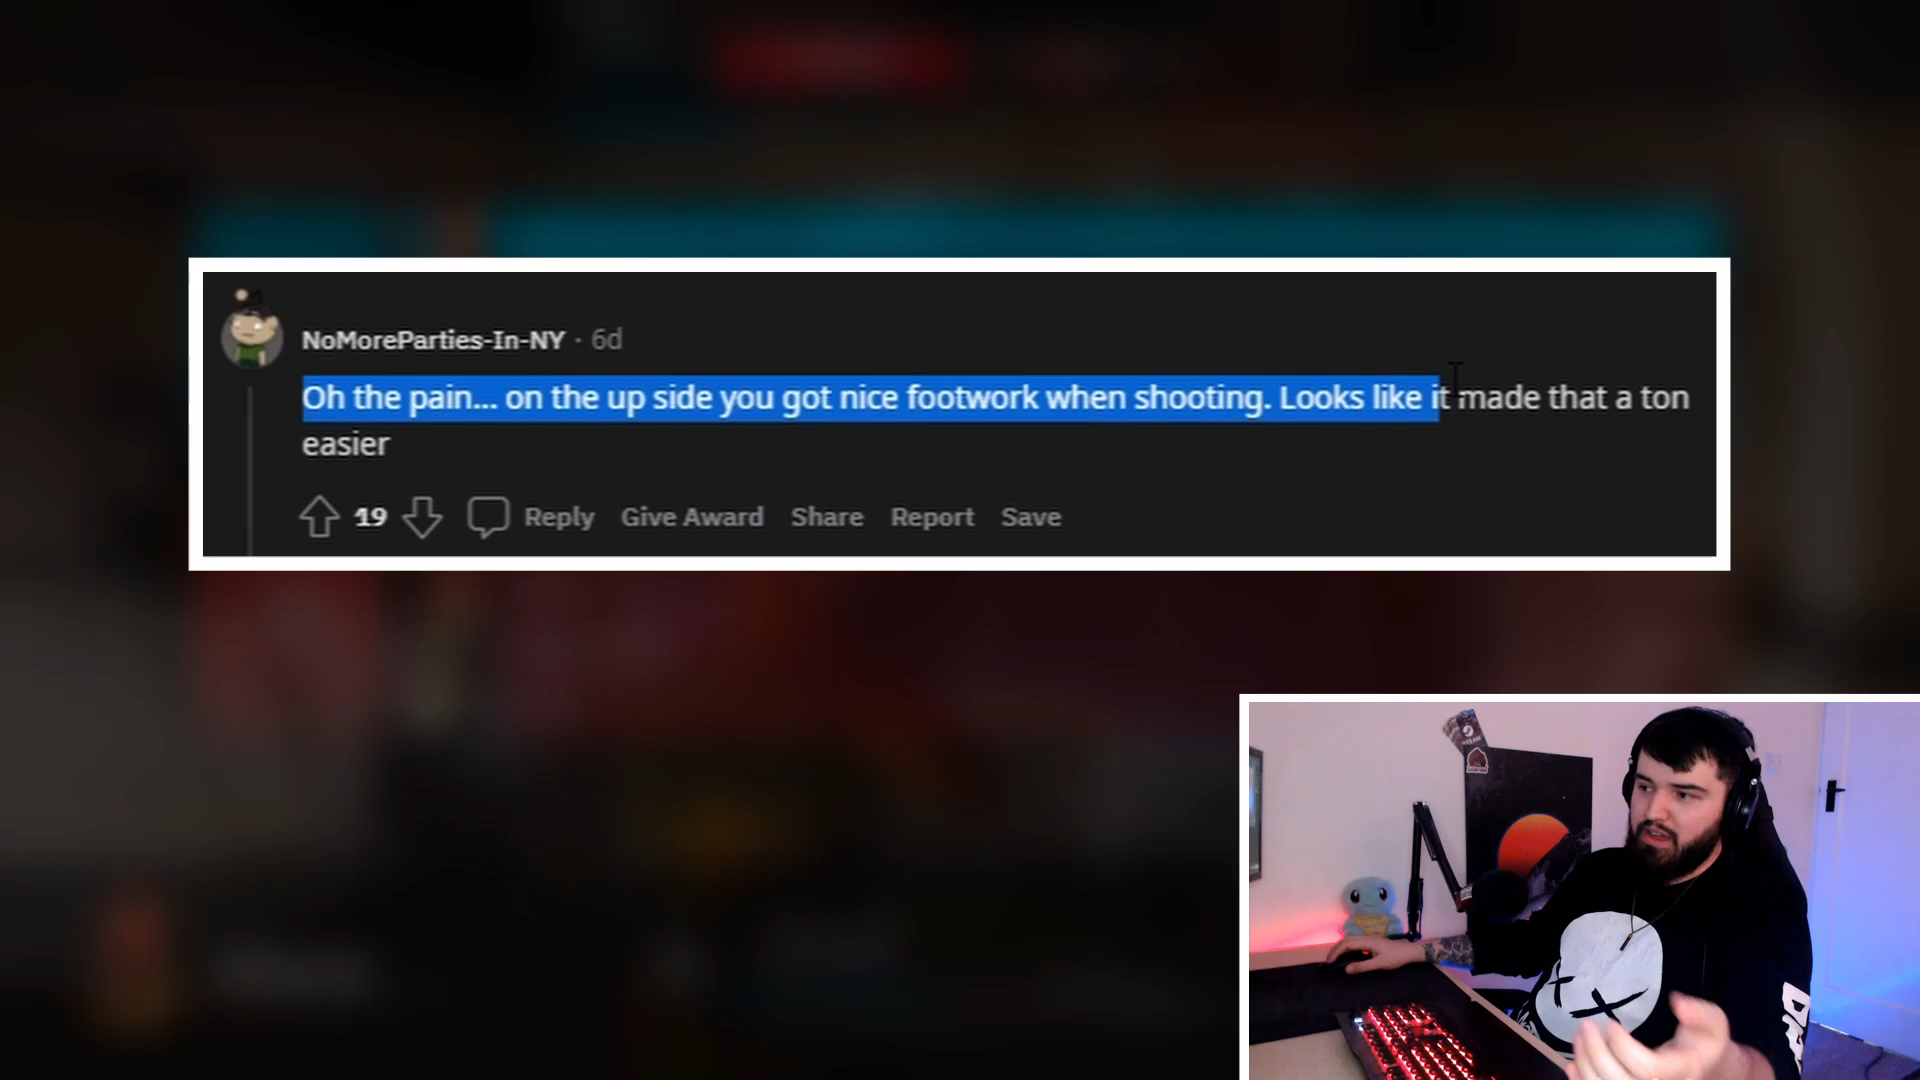 NoMoreParties-In-NY · 6d
Oh the pain... on the up side you got nice footwork when shooting. Looks like it made that a ton
easier
19 Reply Give Award Share Report Save